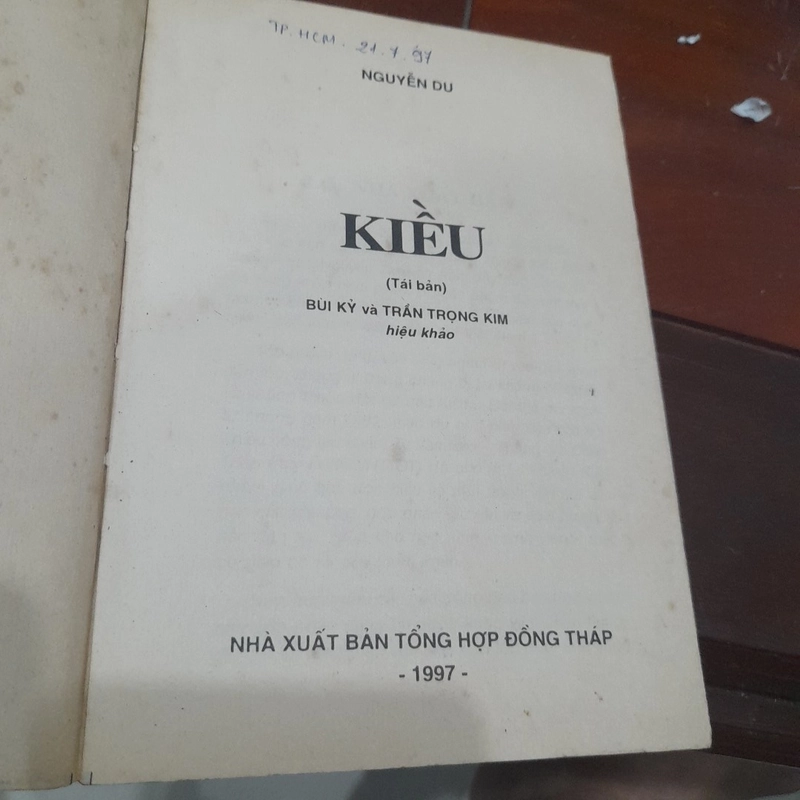 TP. HCM. 21.7.97
NGUYỄN DU
KIỀU
(Tái bản)
BÙI KỶ và TRẦN TRỌNG KIM
hiệu khảo
NHÀ XUẤT BẢN TỔNG HỢP ĐỒNG THÁP
- 1997 -